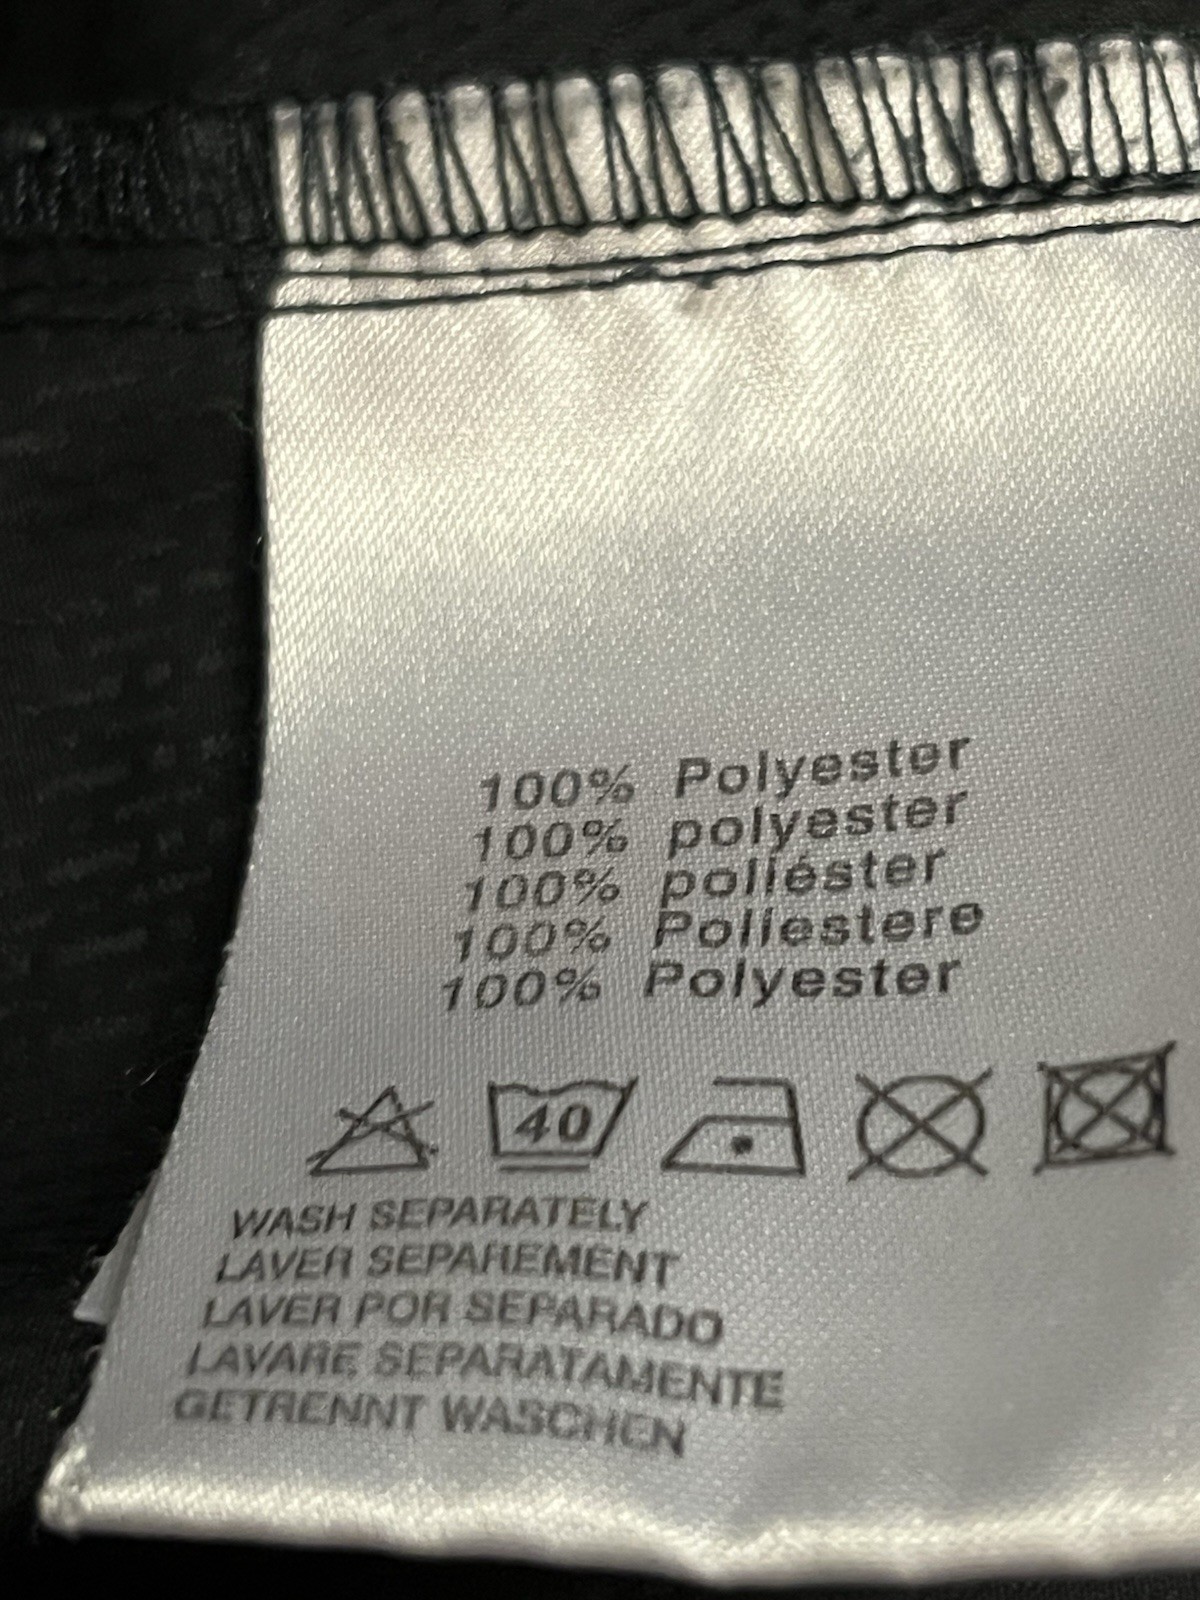 100% Polyester
100% polyester
100% poliéster
100% Poliestere
100% Polyester
40
WASH SEPARATELY
LAVER SEPAREMENT
LAVER POR SEPARADO
LAVARE SEPARATAMENTE
GETRENNT WASCHEN